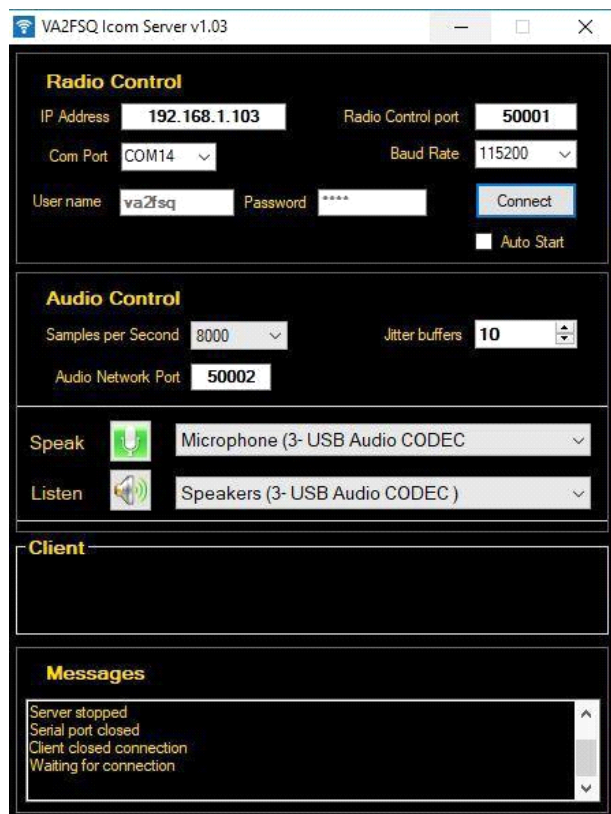 VA2FSQ Icom Server v1.03
Radio Control
IP Address 192.168.1.103 Radio Control port 50001
Com Port COM14 Baud Rate 115200
User name va2fsq Password **** Connect
Auto Start
Audio Control
Samples per Second 8000 Jitter buffers 10
Audio Network Port 50002
Speak Microphone (3- USB Audio CODEC
Listen Speakers (3- USB Audio CODEC )
Client
Messages
Server stopped
Serial port closed
Client closed connection
Waiting for connection